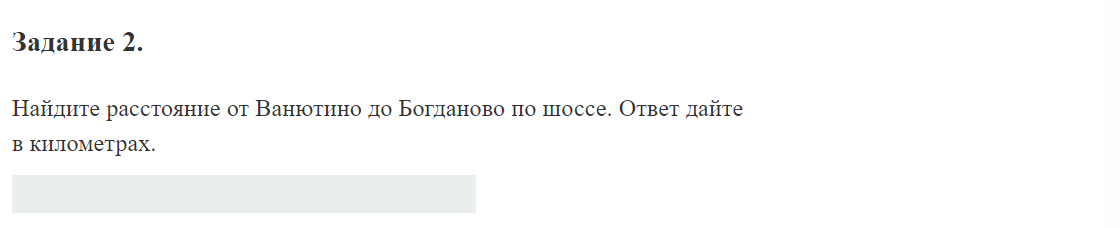 Задание 2.
Найдите расстояние от Ванютино до Богданово по шоссе. Ответ дайте
в километрах.